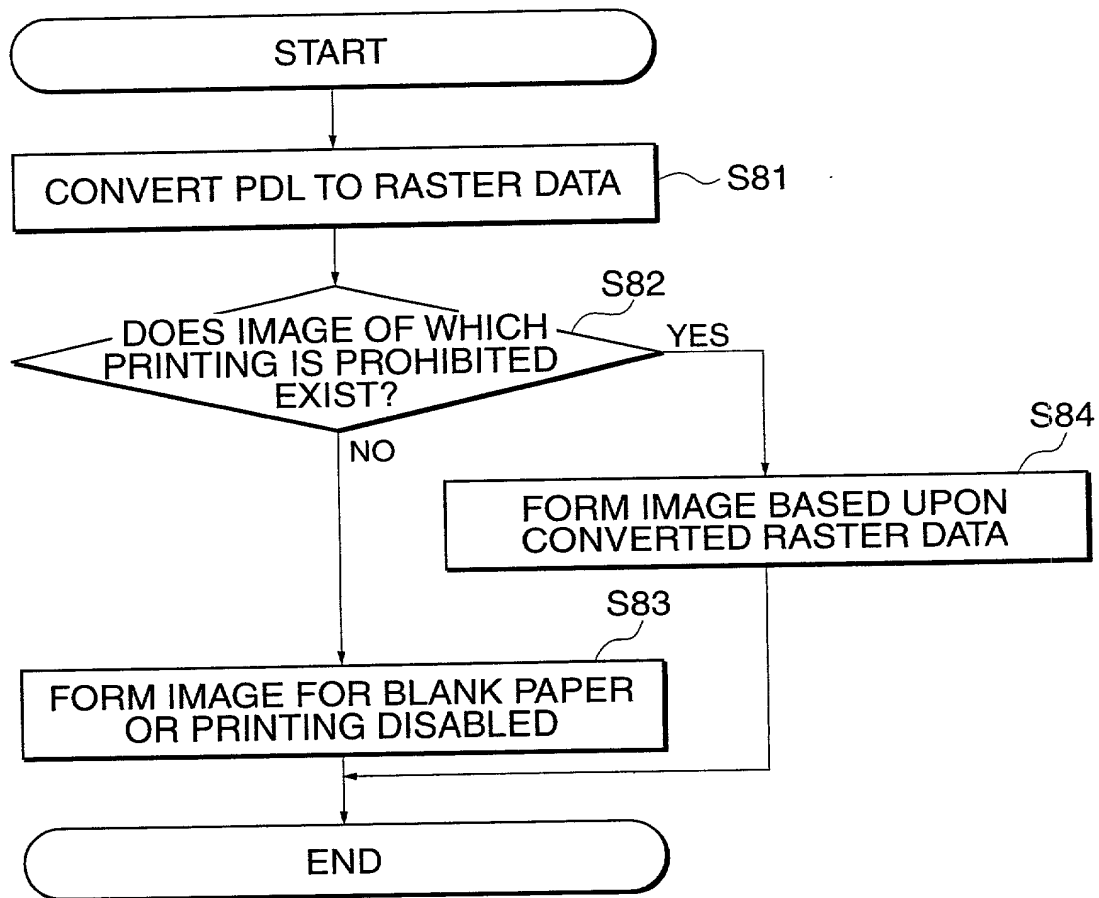 START
CONVERT PDL TO RASTER DATA
S81
S82
DOES IMAGE OF WHICH
PRINTING IS PROHIBITED
EXIST?
YES
NO
S84
FORM IMAGE BASED UPON
CONVERTED RASTER DATA
S83
FORM IMAGE FOR BLANK PAPER
OR PRINTING DISABLED
END